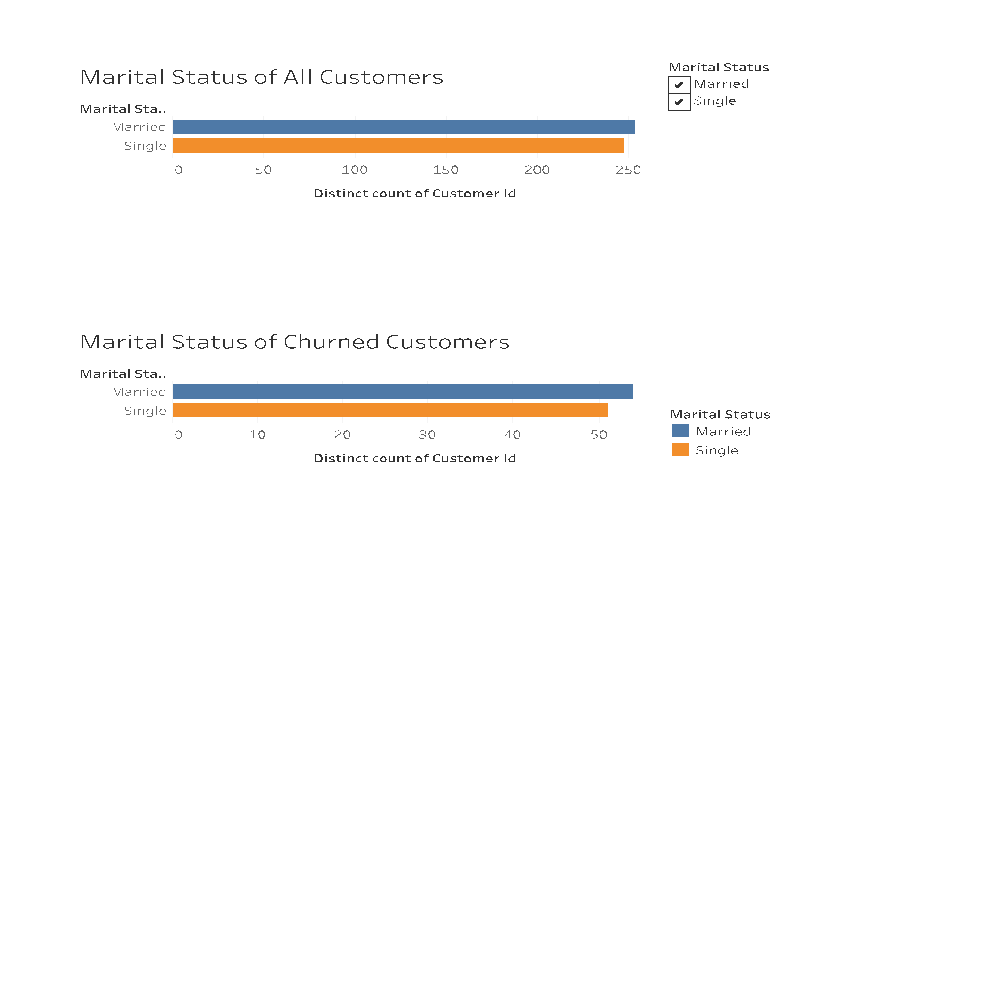 Marital Status of All Customers
Marital Sta..
Married
Single
0 50 100 150 200 250
Distinct count of Customer Id
Marital Status
Married
Single
Marital Status of Churned Customers
Marital Sta..
Married
Single
0 10 20 30 40 50
Distinct count of Customer Id
Marital Status
Married
Single